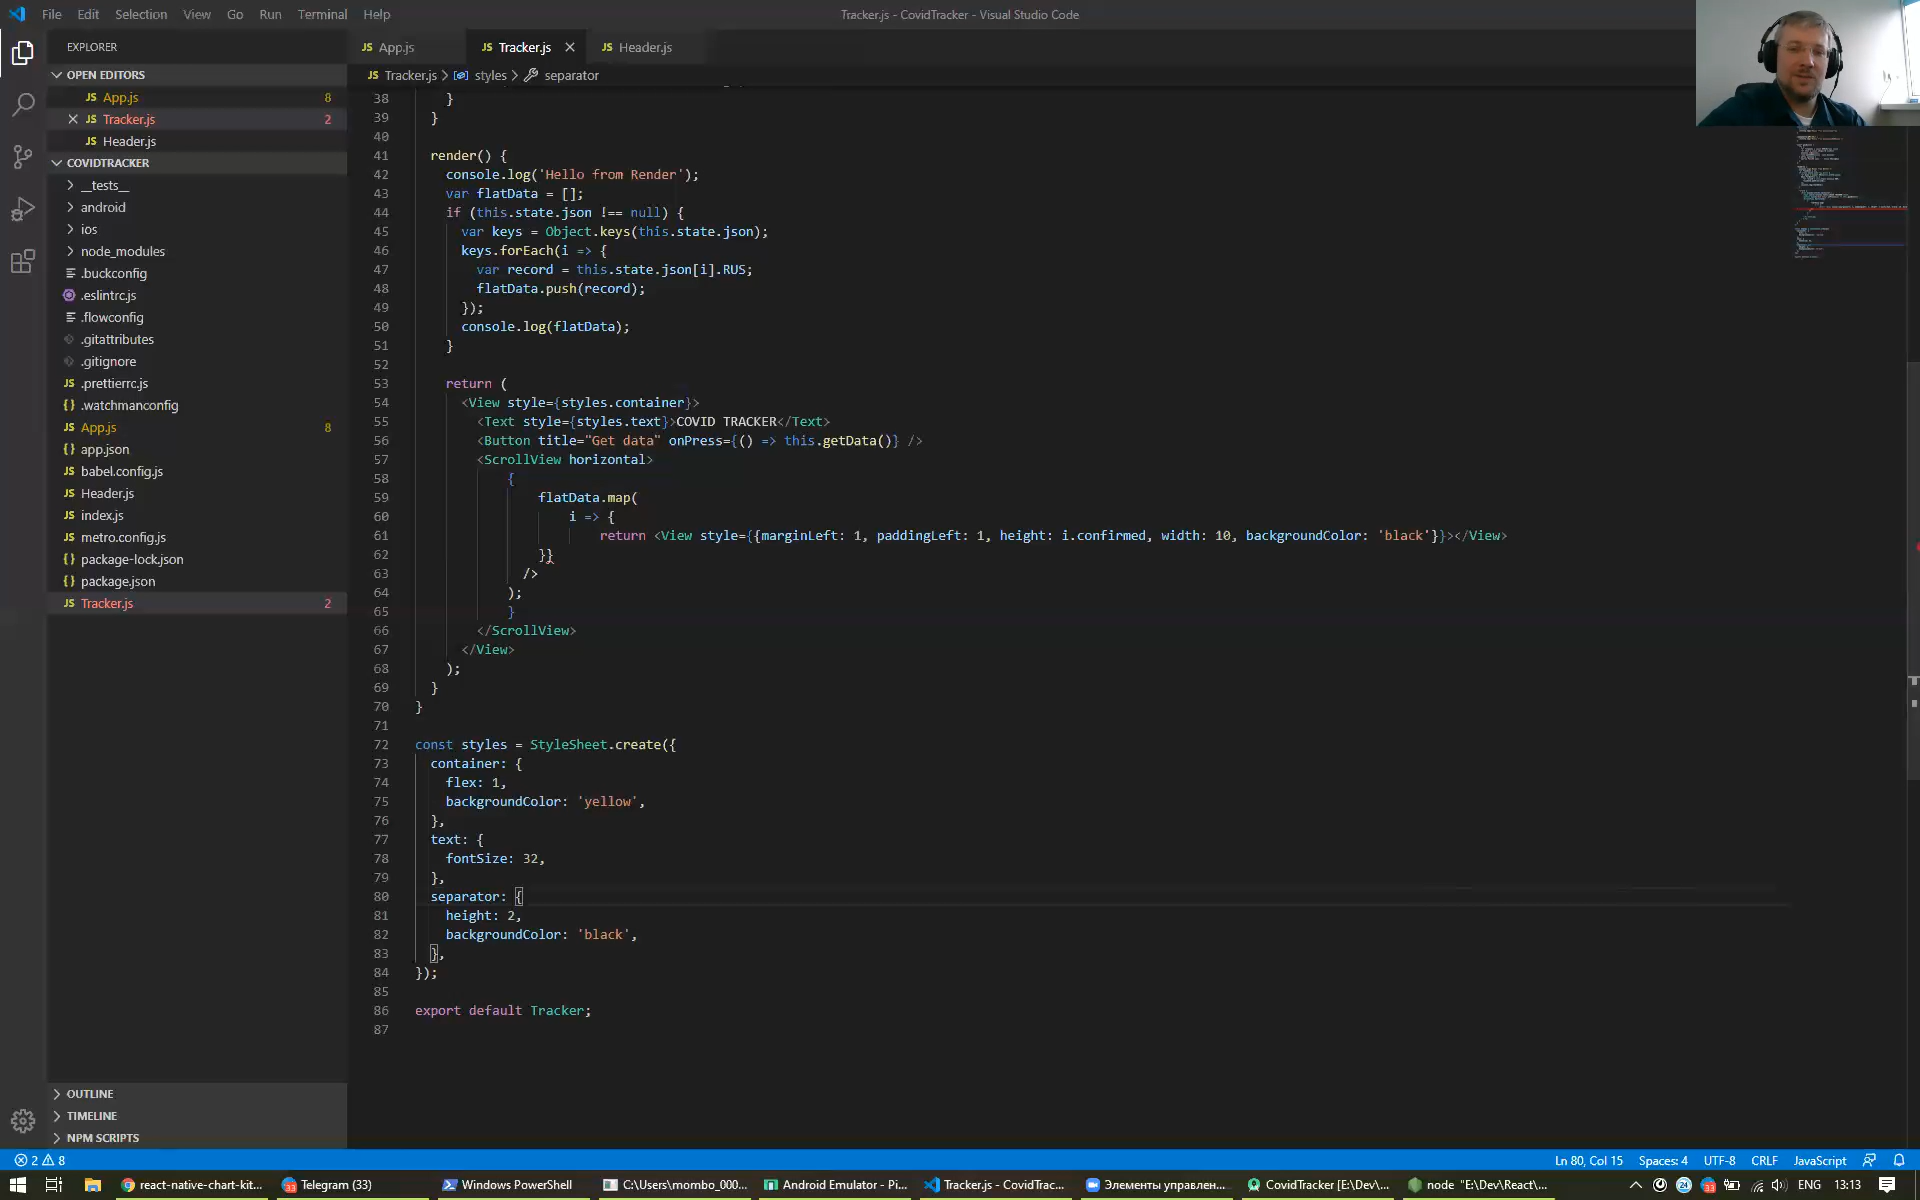 File Edit Selection View Go Run Terminal Help
Tracker.js - CovidTracker - Visual Studio Code
EXPLORER
OPEN EDITORS
JS App.js 8
JS Tracker.js 2
JS Header.js
COVIDTRACKER
__tests__
android
ios
node_modules
.buckconfig
.eslintrc.js
.flowconfig
.gitattributes
.gitignore
JS .prettierrc.js
{} .watchmanconfig
JS App.js 8
{} app.json
JS babel.config.js
JS Header.js
JS index.js
JS metro.config.js
{} package-lock.json
{} package.json
JS Tracker.js 2
OUTLINE
TIMELINE
NPM SCRIPTS
JS App.js JS Tracker.js JS Header.js
JS Tracker.js > styles > separator
38 }
39 }
40
41 render() {
42 console.log('Hello from Render');
43 var flatData = [];
44 if (this.state.json !== null) {
45 var keys = Object.keys(this.state.json);
46 keys.forEach(i => {
47 var record = this.state.json[i].RUS;
48 flatData.push(record);
49 });
50 console.log(flatData);
51 }
52
53 return (
54 <View style={styles.container}>
55 <Text style={styles.text}>COVID TRACKER</Text>
56 <Button title="Get data" onPress={() => this.getData()} />
57 <ScrollView horizontal>
58 {
59 flatData.map(
60 i => {
61 return <View style={{marginLeft: 1, paddingLeft: 1, height: i.confirmed, width: 10, backgroundColor: 'black'}}></View>
62 }}
63 />
64 );
65 }
66 </ScrollView>
67 </View>
68 );
69 }
70 }
71
72 const styles = StyleSheet.create({
73 container: {
74 flex: 1,
75 backgroundColor: 'yellow',
76 },
77 text: {
78 fontSize: 32,
79 },
80 separator: {
81 height: 2,
82 backgroundColor: 'black',
83 },
84 });
85
86 export default Tracker;
87
2 8
Ln 80, Col 15 Spaces: 4 UTF-8 CRLF JavaScript
react-native-chart-kit... Telegram (33) Windows PowerShell C:\Users\mombo_000... Android Emulator - Pi... Tracker.js - CovidTrac... Элементы управлен... CovidTracker [E:\Dev/... node "E:\Dev\React\... 24 33 ENG 13:13